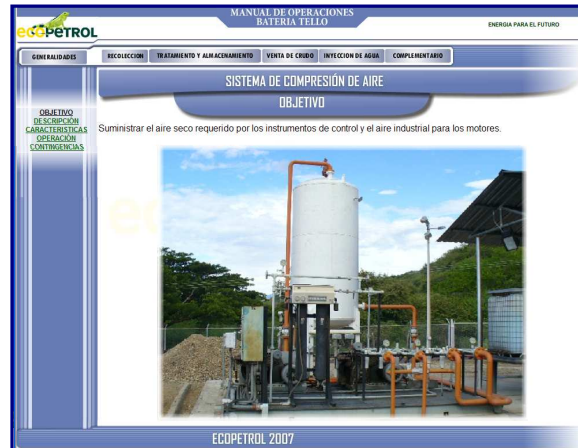 MANUAL DE OPERACIONES
BATERIA TELLO
ecopetrol
ENERGIA PARA EL FUTURO
GENERALIDADES
RECOLECCION
TRATAMIENTO Y ALMACENAMIENTO
VENTA DE CRUDO
INYECCION DE AGUA
COMPLEMENTARIO
SISTEMA DE COMPRESIÓN DE AIRE
OBJETIVO
OBJETIVO
DESCRIPCIÓN
CARACTERISTICAS
OPERACIÓN
CONTINGENCIAS
Suministrar el aire seco requerido por los instrumentos de control y el aire industrial para los motores.
ECOPETROL 2007